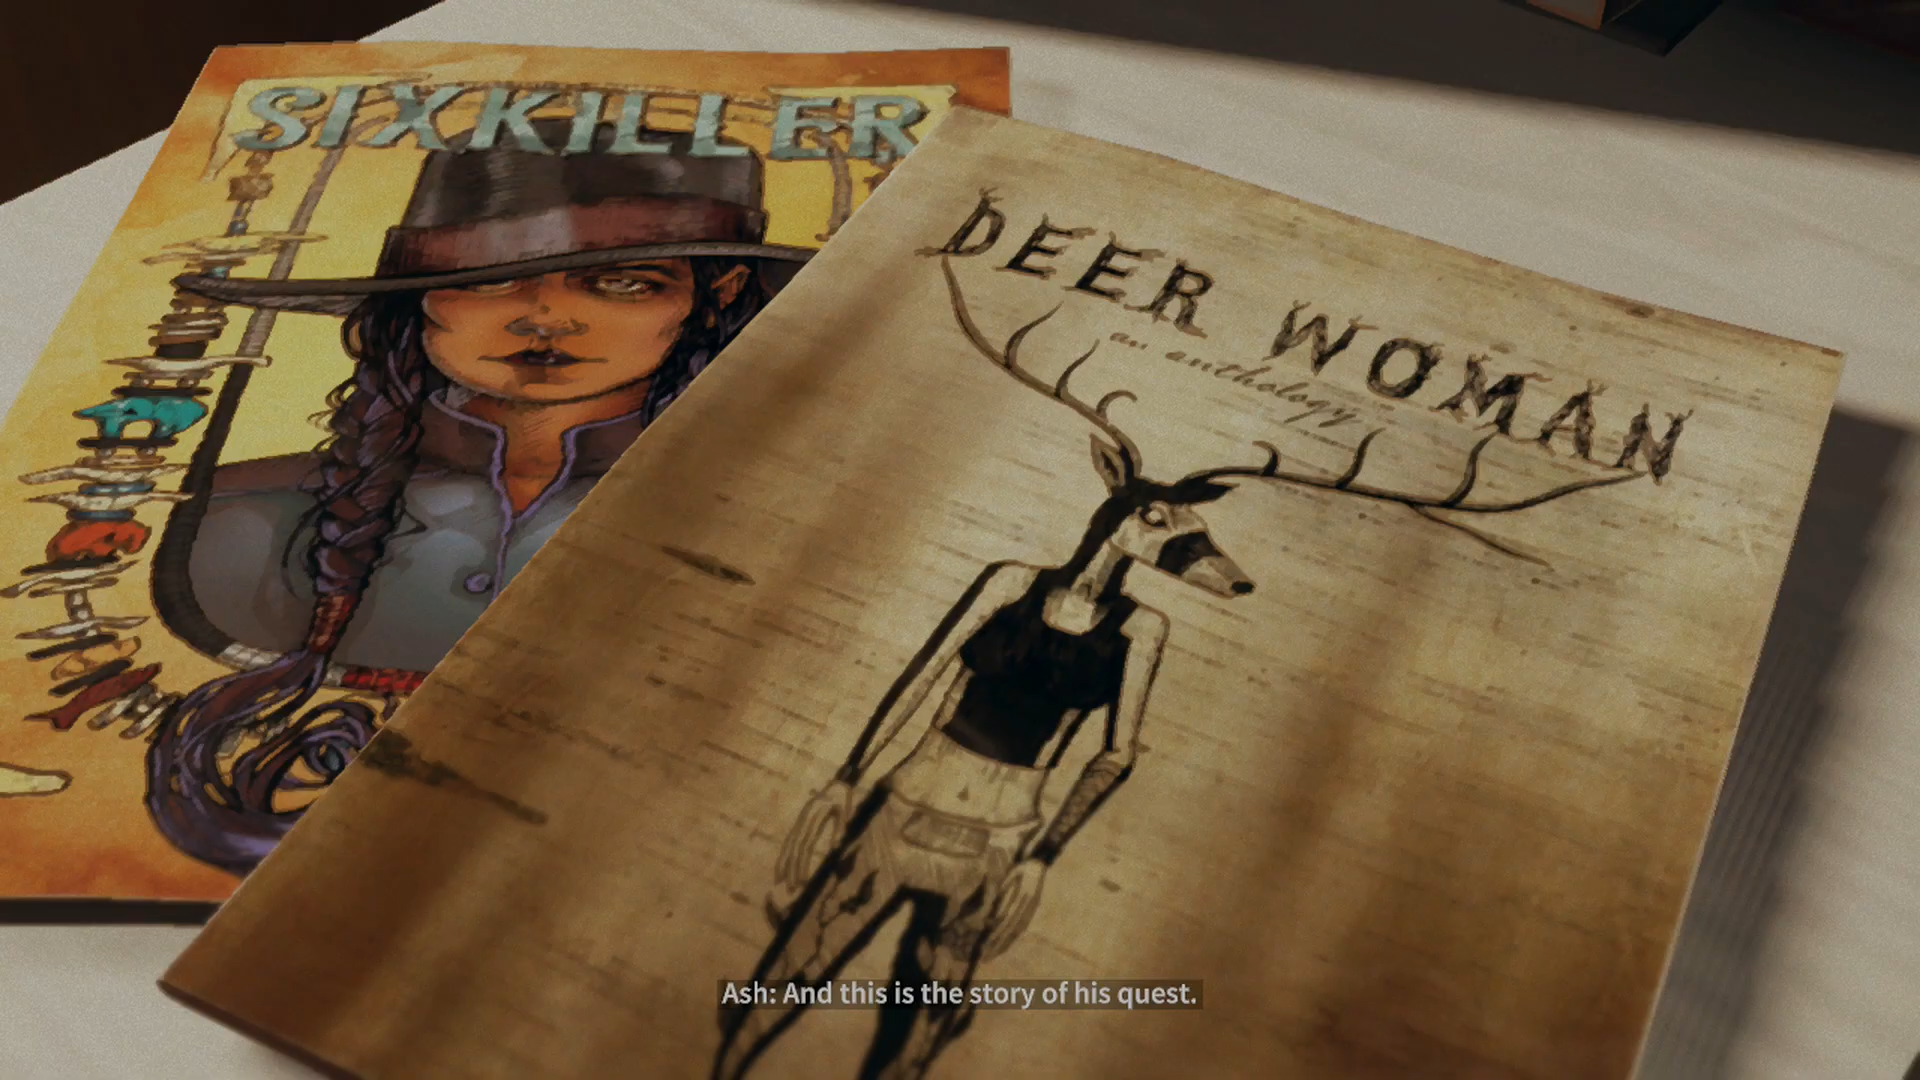 SIXKILLER
DEER WOMAN
an anthology
Ash: And this is the story of his quest.